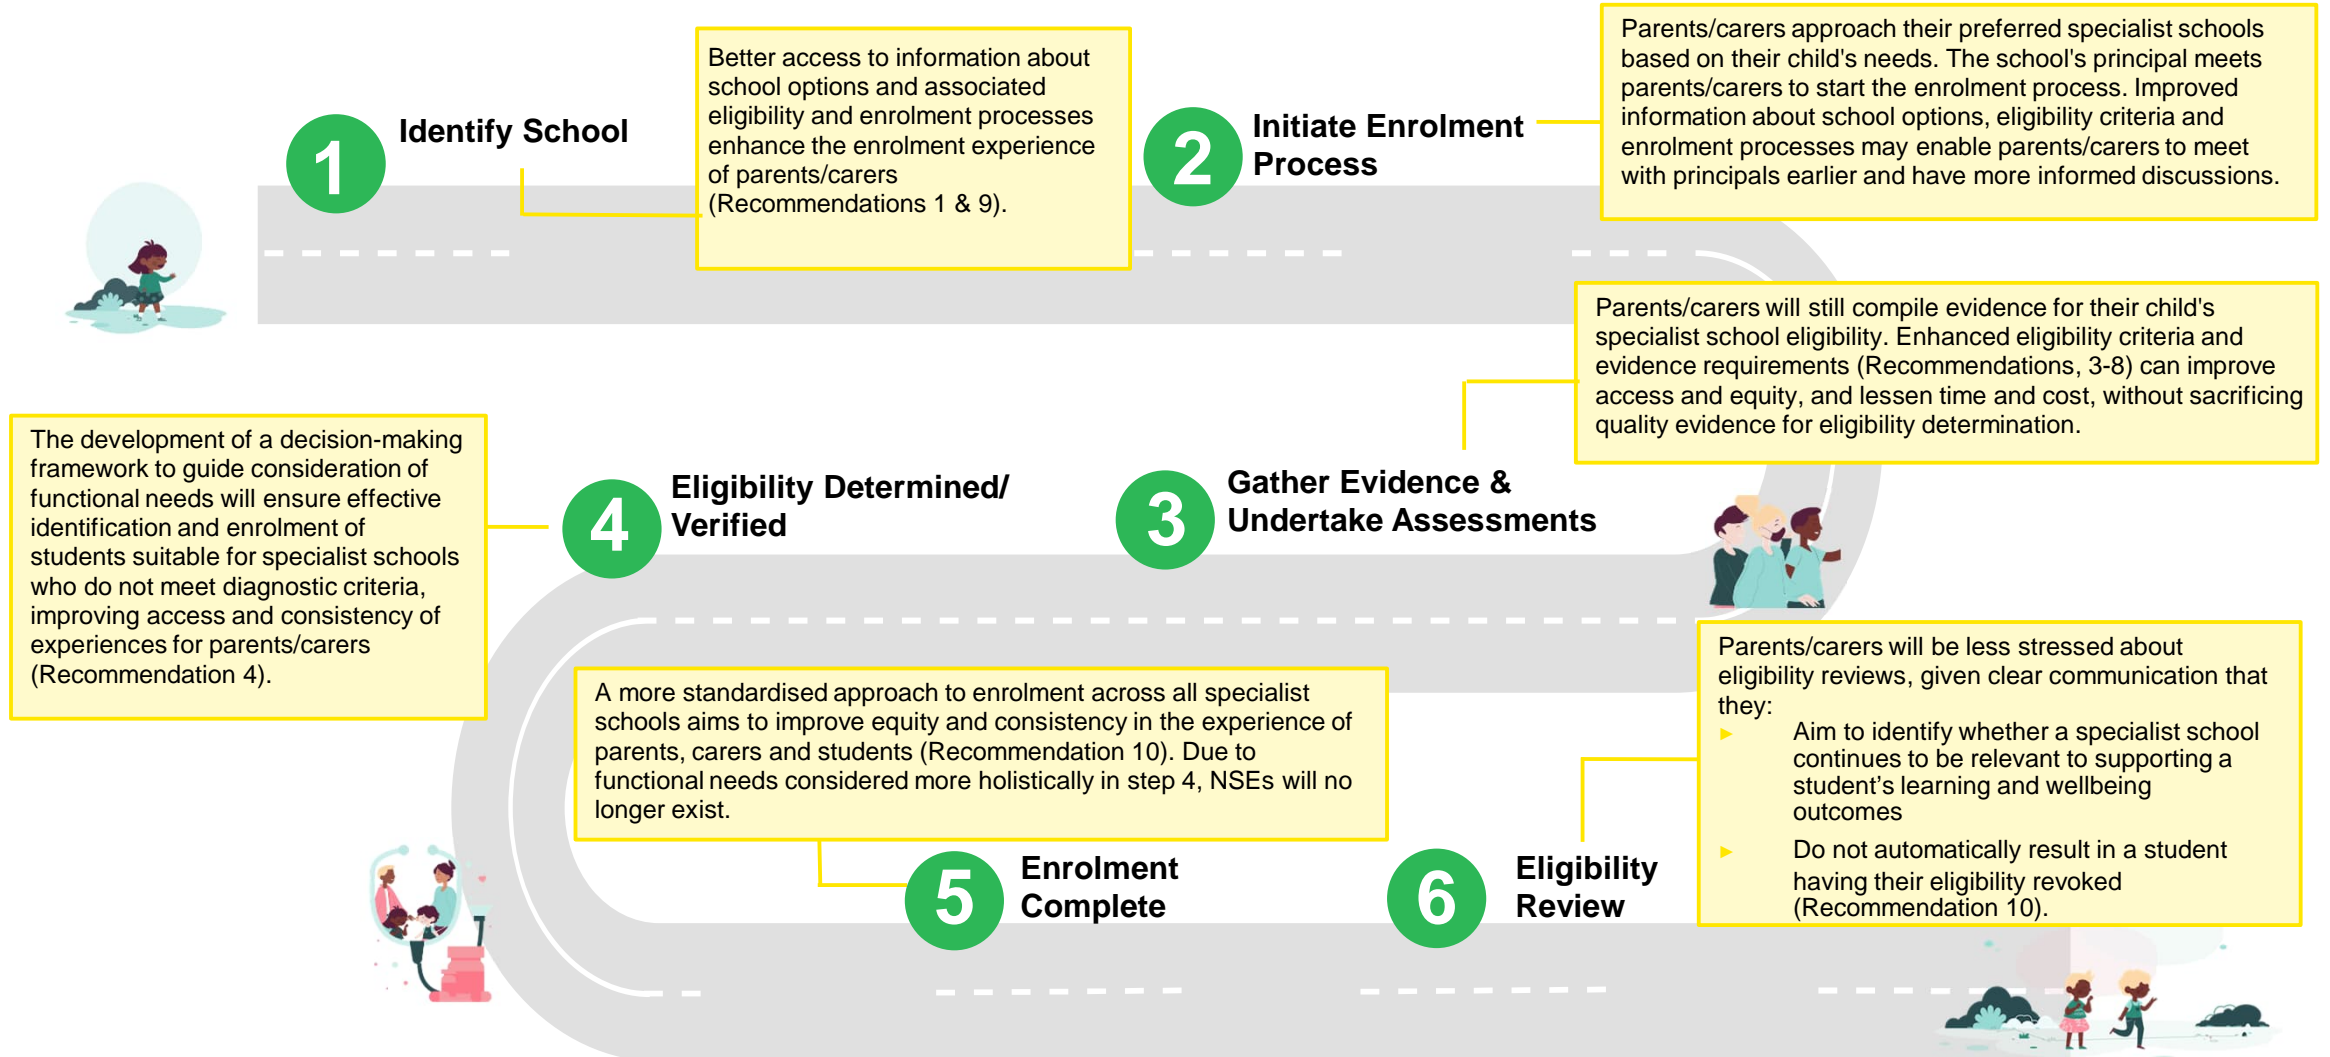 1
Identify School
Better access to information about
school options and associated
eligibility and enrolment processes
enhance the enrolment experience
of parents/carers
(Recommendations 1 & 9).
2
Initiate Enrolment
Process
Parents/carers approach their preferred specialist schools
based on their child's needs. The school's principal meets
parents/carers to start the enrolment process. Improved
information about school options, eligibility criteria and
enrolment processes may enable parents/carers to meet
with principals earlier and have more informed discussions.
3
Gather Evidence &
Undertake Assessments
Parents/carers will still compile evidence for their child's
specialist school eligibility. Enhanced eligibility criteria and
evidence requirements (Recommendations, 3-8) can improve
access and equity, and lessen time and cost, without sacrificing
quality evidence for eligibility determination.
4
Eligibility Determined/
Verified
The development of a decision-making
framework to guide consideration of
functional needs will ensure effective
identification and enrolment of
students suitable for specialist schools
who do not meet diagnostic criteria,
improving access and consistency of
experiences for parents/carers
(Recommendation 4).
A more standardised approach to enrolment across all specialist
schools aims to improve equity and consistency in the experience of
parents, carers and students (Recommendation 10). Due to
functional needs considered more holistically in step 4, NSEs will no
longer exist.
5
Enrolment
Complete
6
Eligibility
Review
Parents/carers will be less stressed about
eligibility reviews, given clear communication that
they:
► Aim to identify whether a specialist school
continues to be relevant to supporting a
student’s learning and wellbeing
outcomes
► Do not automatically result in a student
having their eligibility revoked
(Recommendation 10).